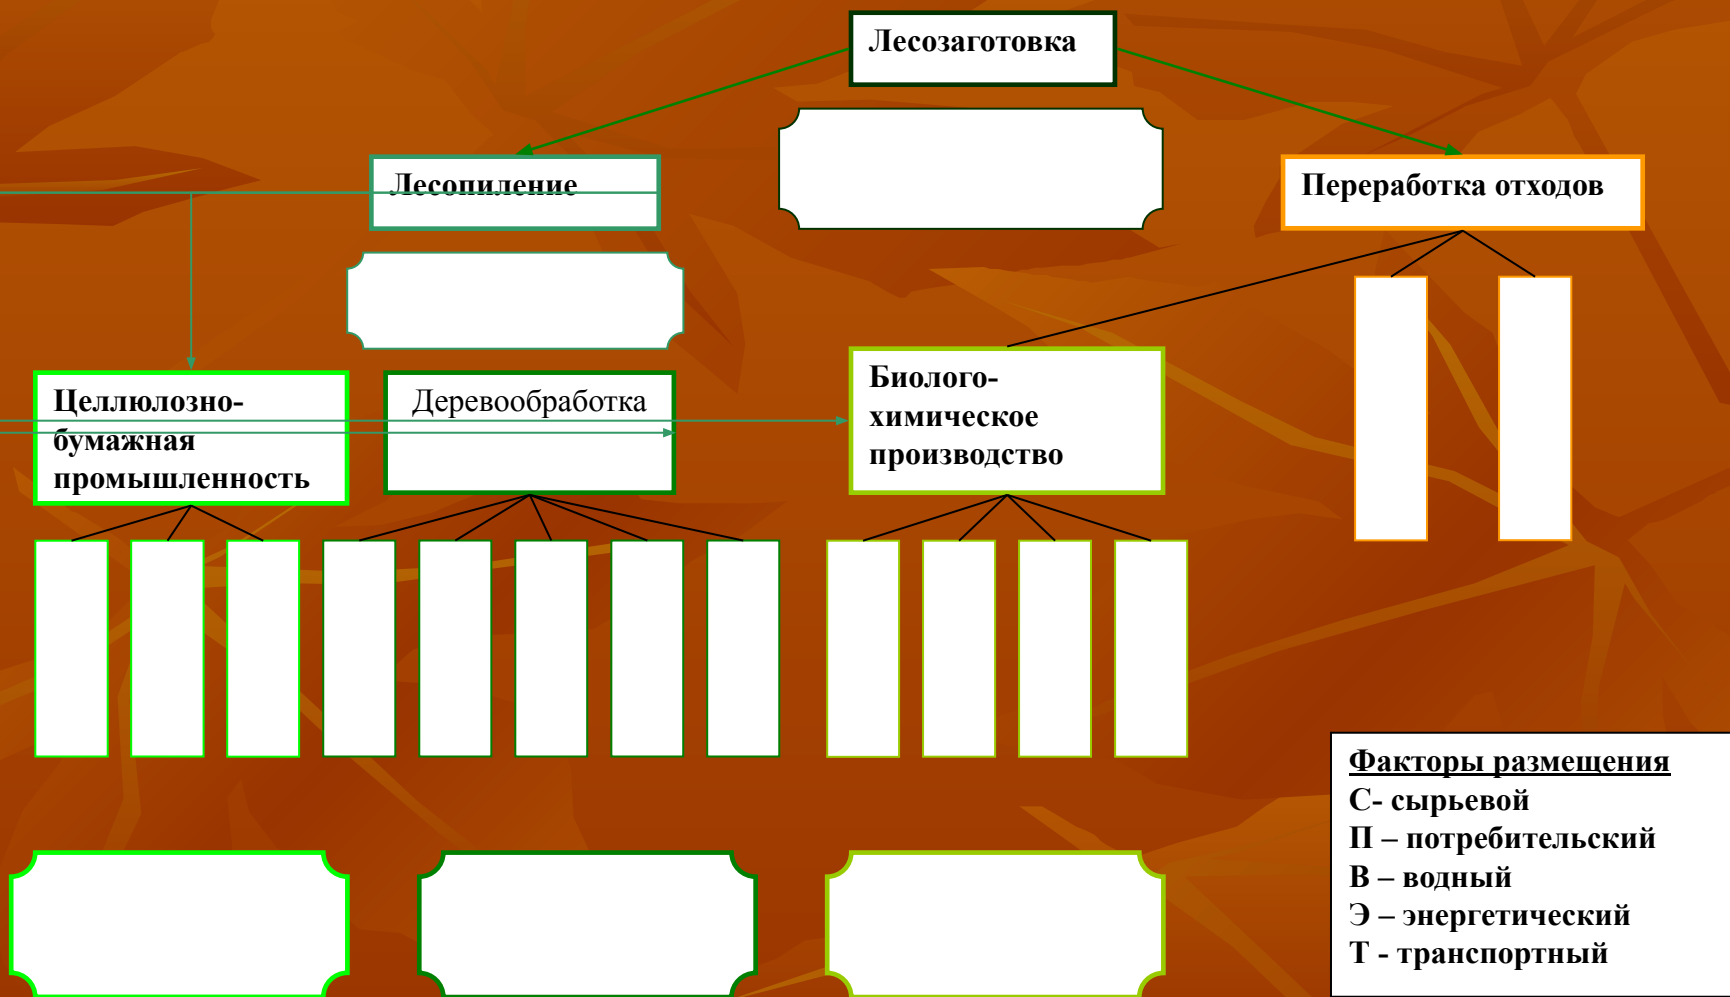 Лесозаготовка
Лесопиление
Переработка отходов
Целлюлозно-
бумажная
промышленность
Деревообработка
Биолого-
химическое
производство
Факторы размещения
С- сырьевой
П – потребительский
В – водный
Э – энергетический
Т - транспортный